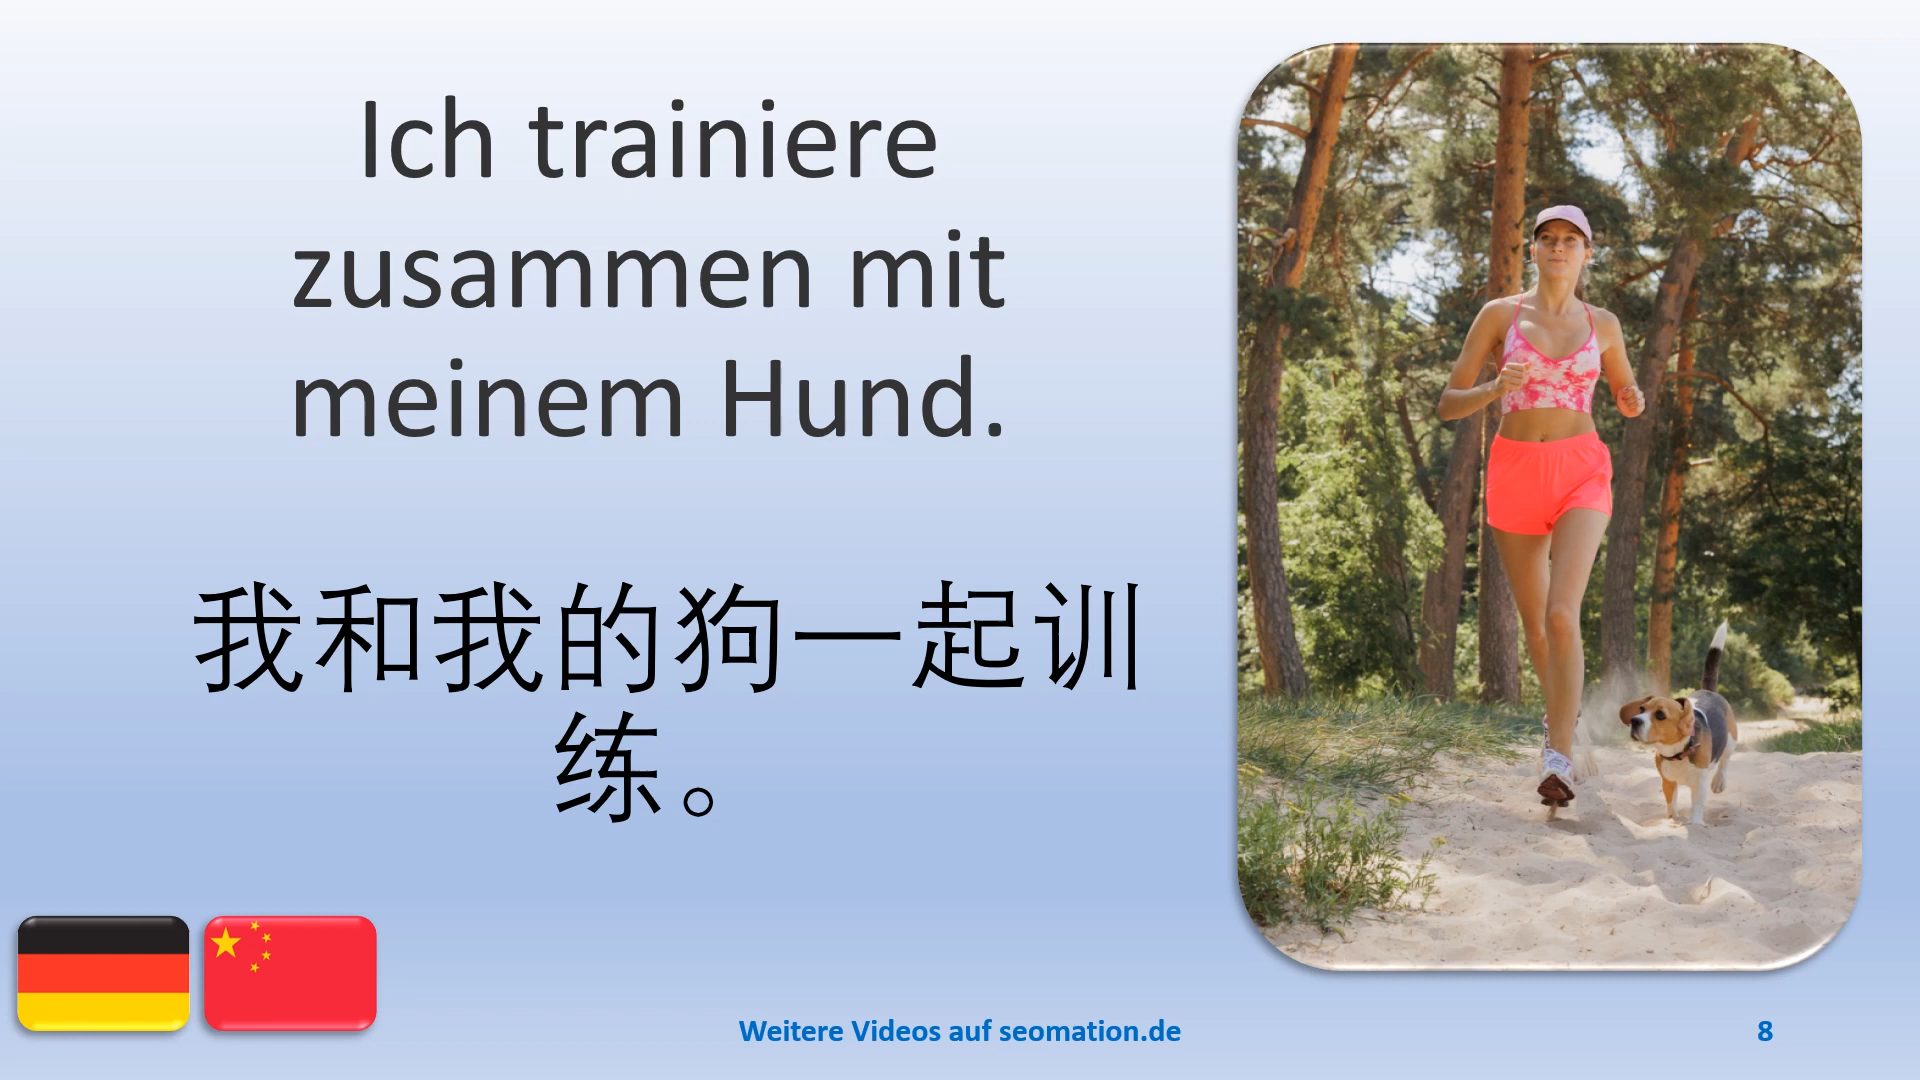 Ich trainiere
zusammen mit
meinem Hund.
我和我的狗一起训
练。
Weitere Videos auf seomation.de
8